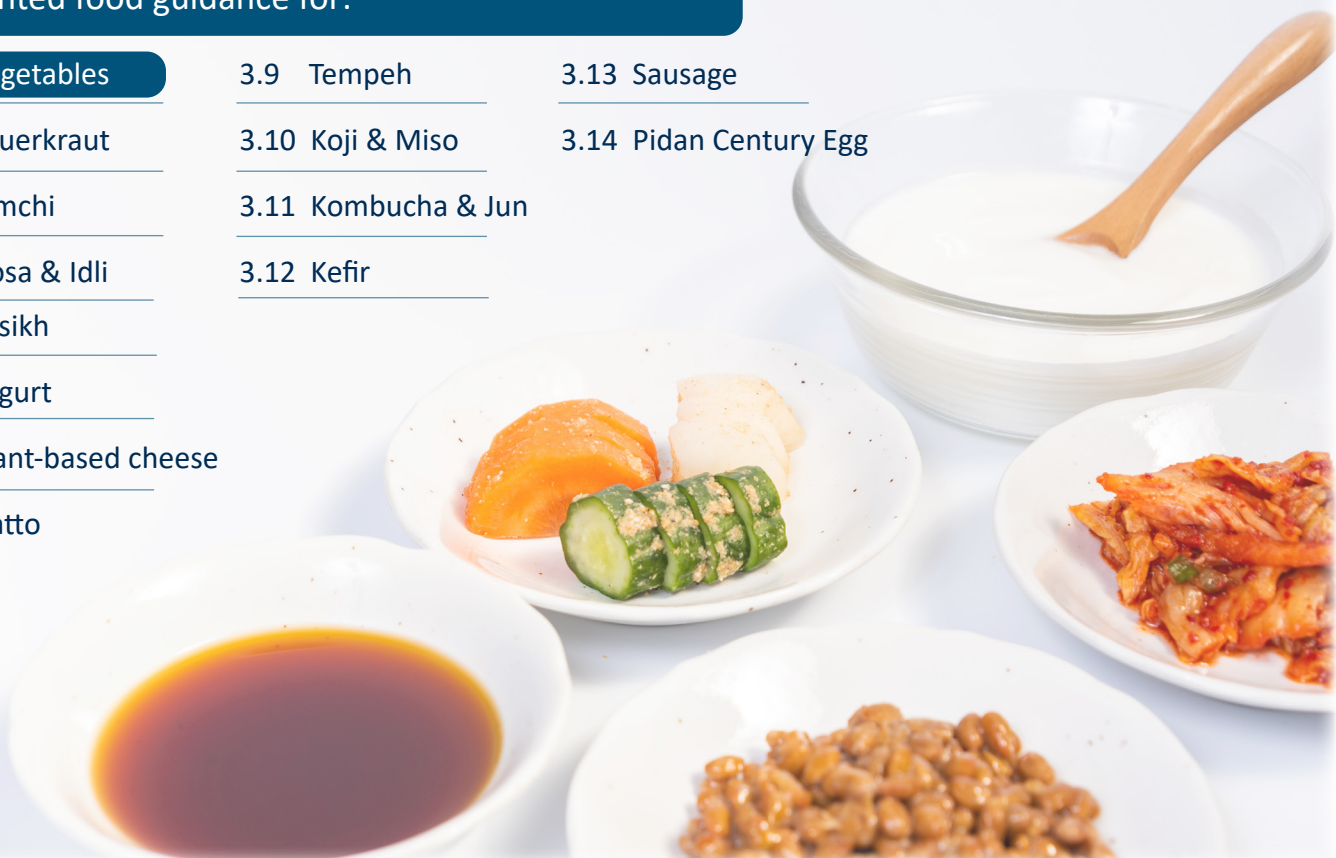 nted food guidance for:
getables
uerkraut
mchi
osa & Idli
sikh
gurt
ant-based cheese
atto
3.9 Tempeh
3.10 Koji & Miso
3.11 Kombucha & Jun
3.12 Kefir
3.13 Sausage
3.14 Pidan Century Egg